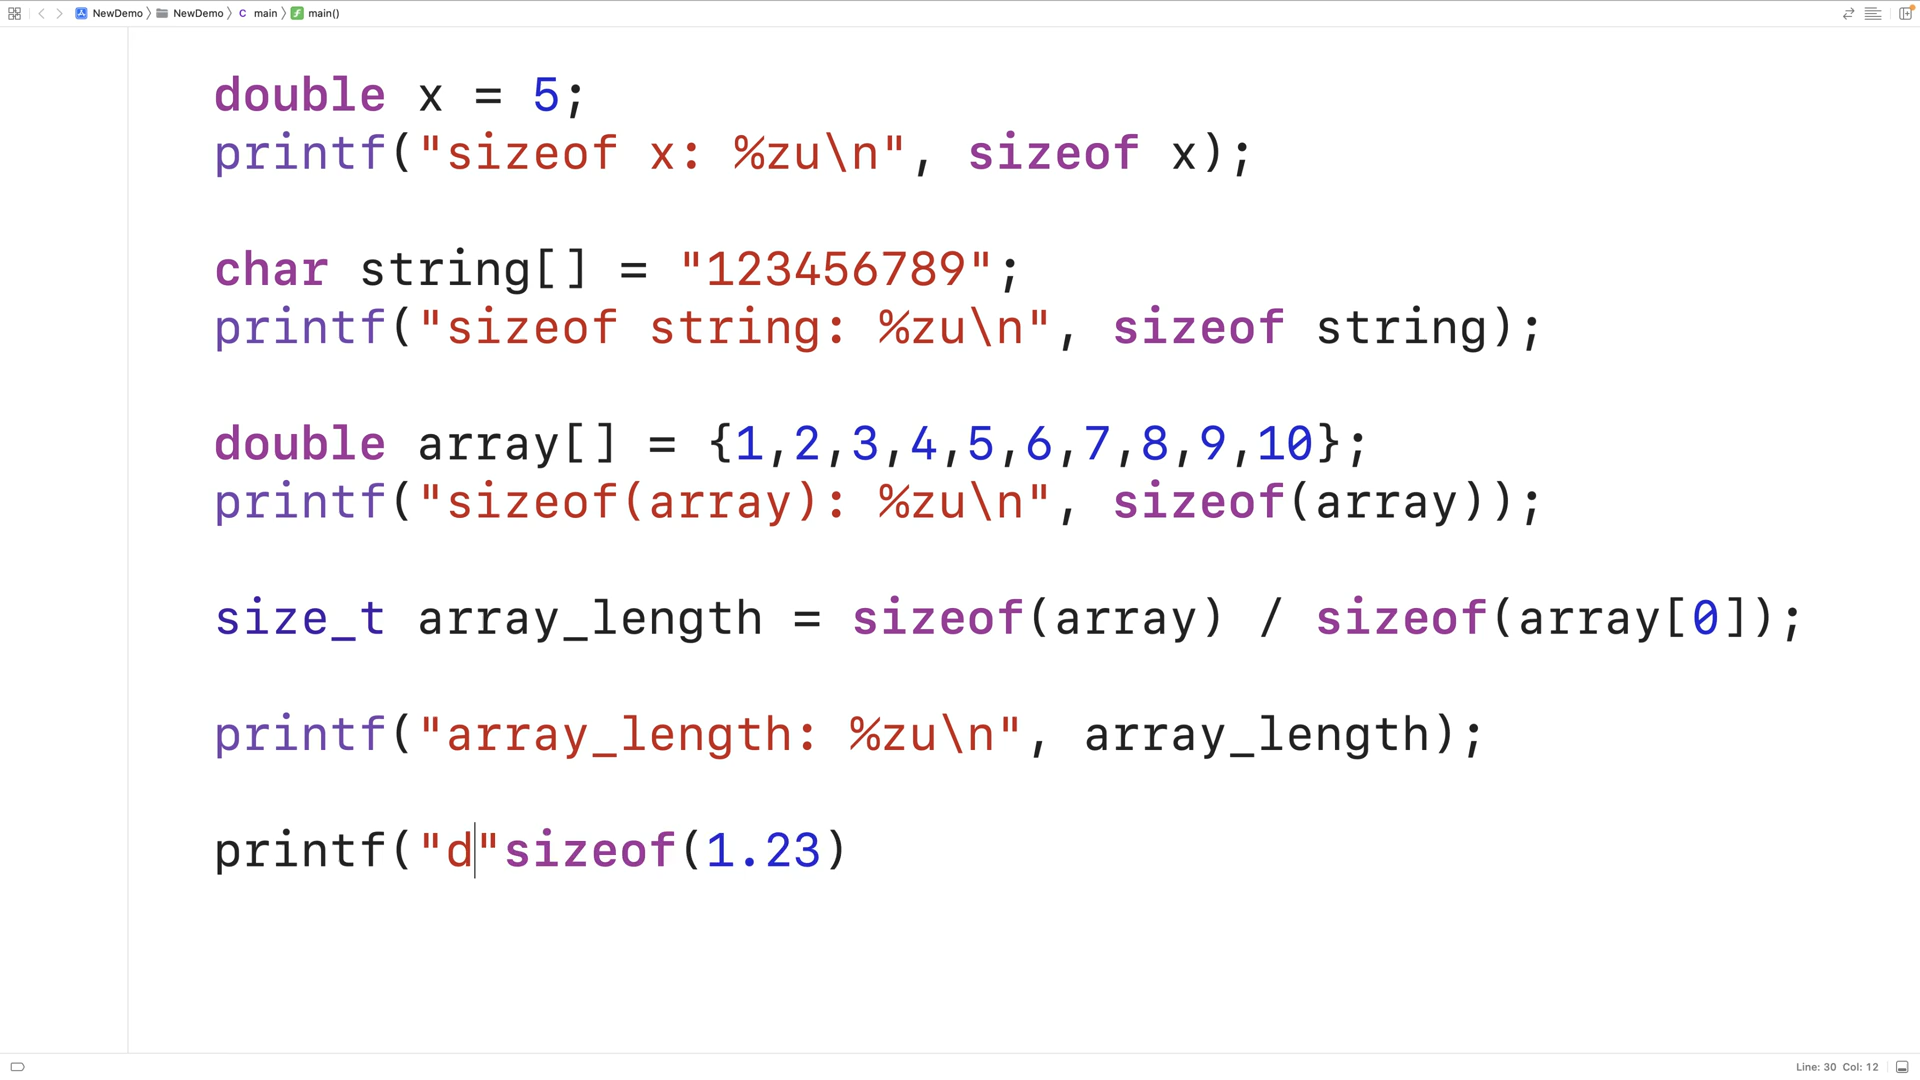 NewDemo 〉 NewDemo 〉 C main 〉 f main()
double x = 5;
printf("sizeof x: %zu\n", sizeof x);
char string[] = "123456789";
printf("sizeof string: %zu\n", sizeof string);
double array[] = {1,2,3,4,5,6,7,8,9,10};
printf("sizeof(array): %zu\n", sizeof(array));
size_t array_length = sizeof(array) / sizeof(array[0]);
printf("array_length: %zu\n", array_length);
printf("d"sizeof(1.23)
Line: 30 Col: 12